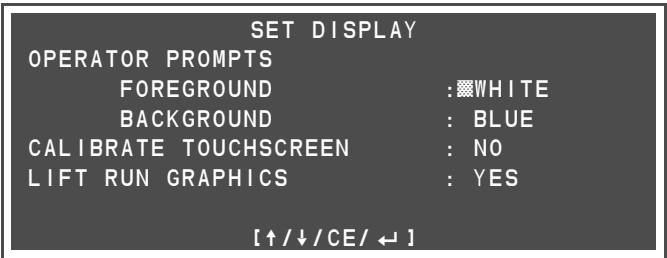 SET DISPLAY
OPERATOR PROMPTS
FOREGROUND :▒WHITE
BACKGROUND : BLUE
CALIBRATE TOUCHSCREEN : NO
LIFT RUN GRAPHICS : YES
[↑/↓/CE/ ↵ ]